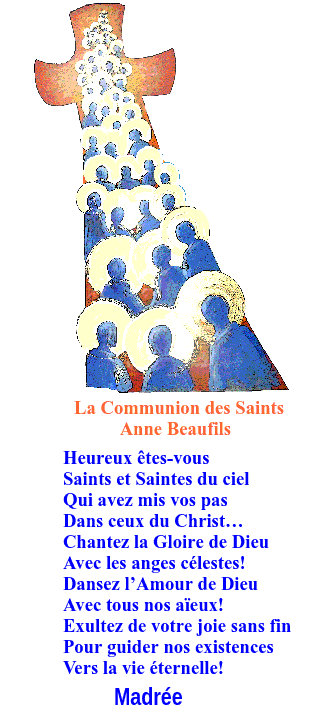 La Communion des Saints
Anne Beaufils
Heureux êtes-vous
Saints et Saintes du ciel
Qui avez mis vos pas
Dans ceux du Christ…
Chantez la Gloire de Dieu
Avec les anges célestes!
Dansez l’Amour de Dieu
Avec tous nos aïeux!
Exultez de votre joie sans fin
Pour guider nos existences
Vers la vie éternelle!
Madrée